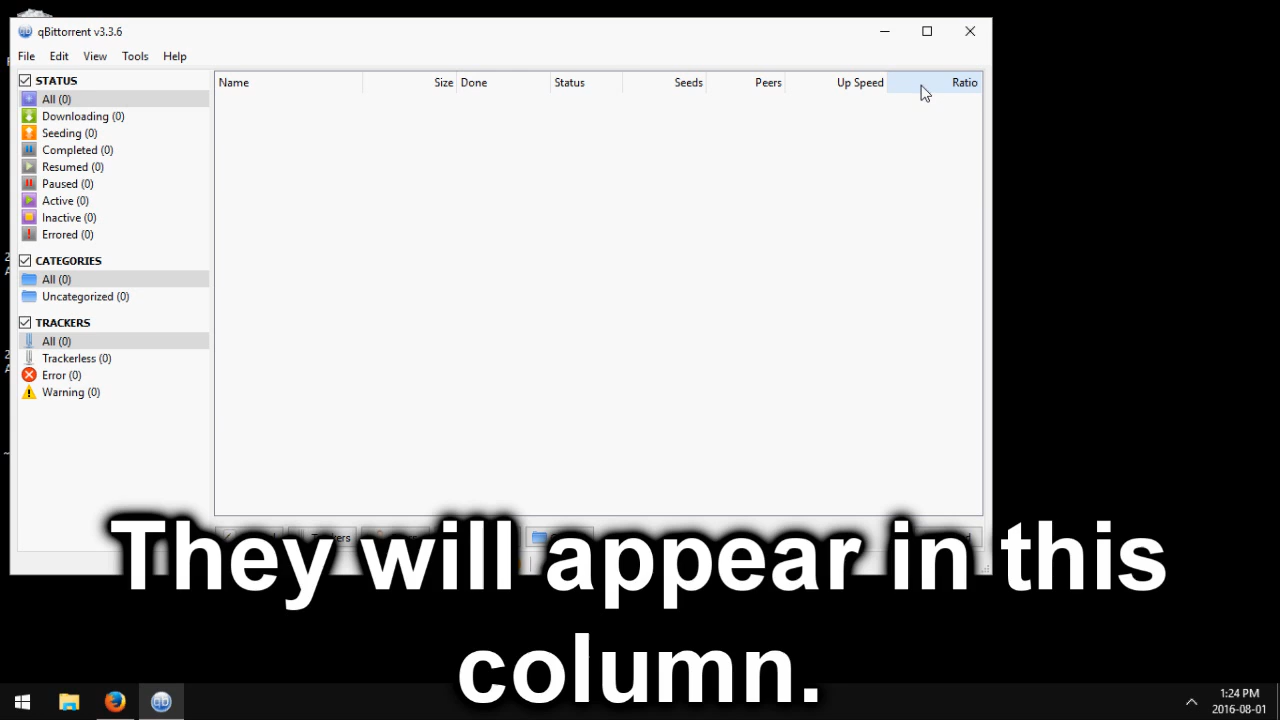 qBittorrent v3.3.6
File Edit View Tools Help
STATUS
All (0)
Downloading (0)
Seeding (0)
Completed (0)
Resumed (0)
Paused (0)
Active (0)
Inactive (0)
Errored (0)
CATEGORIES
All (0)
Uncategorized (0)
TRACKERS
All (0)
Trackerless (0)
Error (0)
Warning (0)
Name Size Done Status Seeds Peers Up Speed Ratio
They will appear in this
column.
1:24 PM
2016-08-01